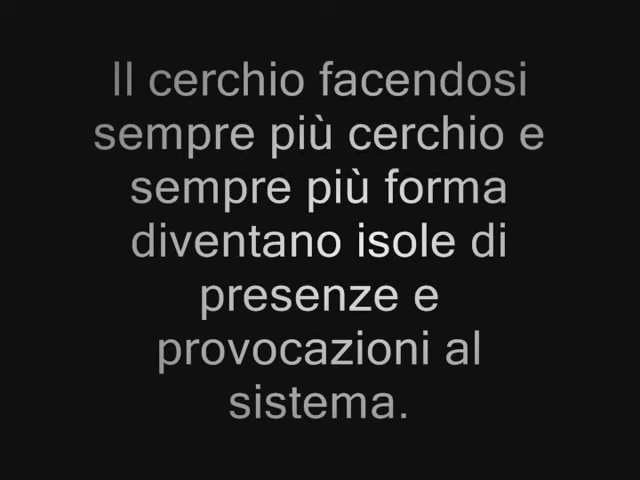 Il cerchio facendosi
sempre più cerchio e
sempre più forma
diventano isole di
presenze e
provocazioni al
sistema.